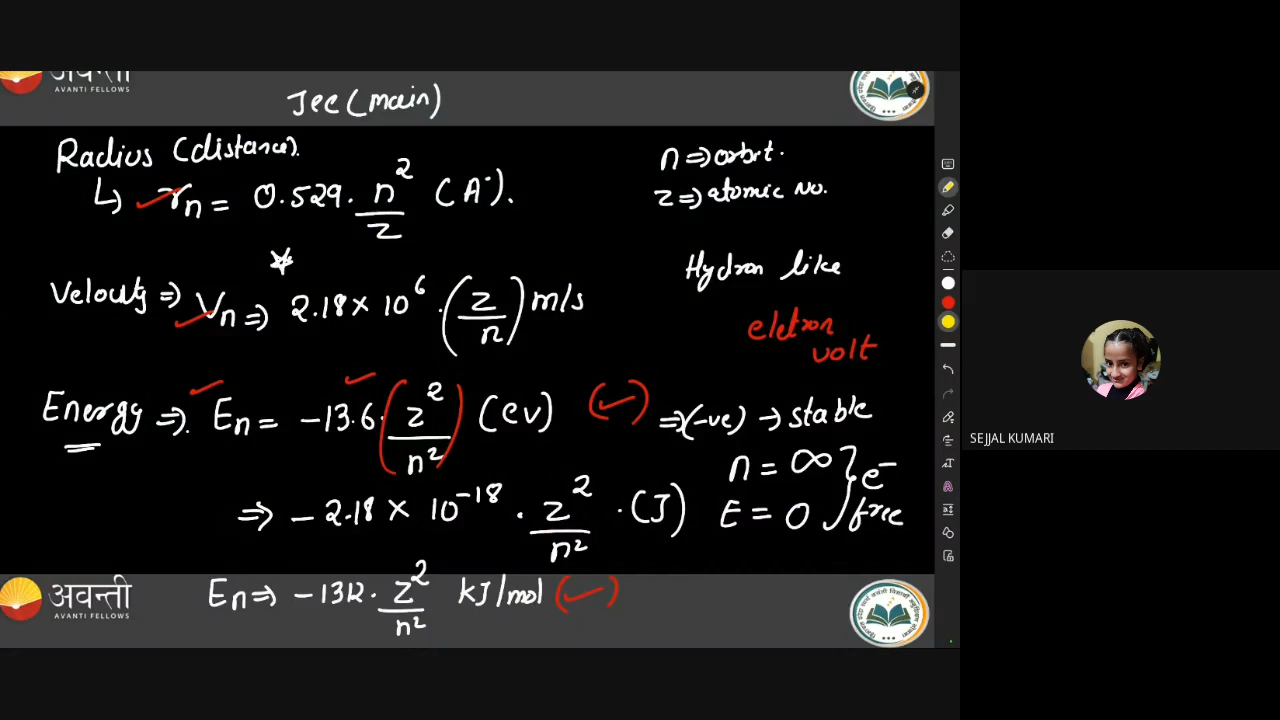 अवन्ती
AVANTI FELLOWS
Jee (main)
Radius (distance).
↳ rn = 0.529. n²/z (A°).
n ⇒ orbit.
z ⇒ atomic No.
Hydron like
Velocity ⇒ Vn ⇒ 2.18 × 10⁶ . (z/n) m/s
eletron
volt
Energy ⇒. En = -13.6. (z²/n²) (ev) (✓) ⇒ (-ve) → stable
n = ∞ } e⁻
⇒ - 2.18 × 10⁻¹⁸ . z²/n² . (J)
E = 0 } free
En ⇒ -1312. z²/n² kJ/mol (✓)
अवन्ती
AVANTI FELLOWS
SEJJAL KUMARI